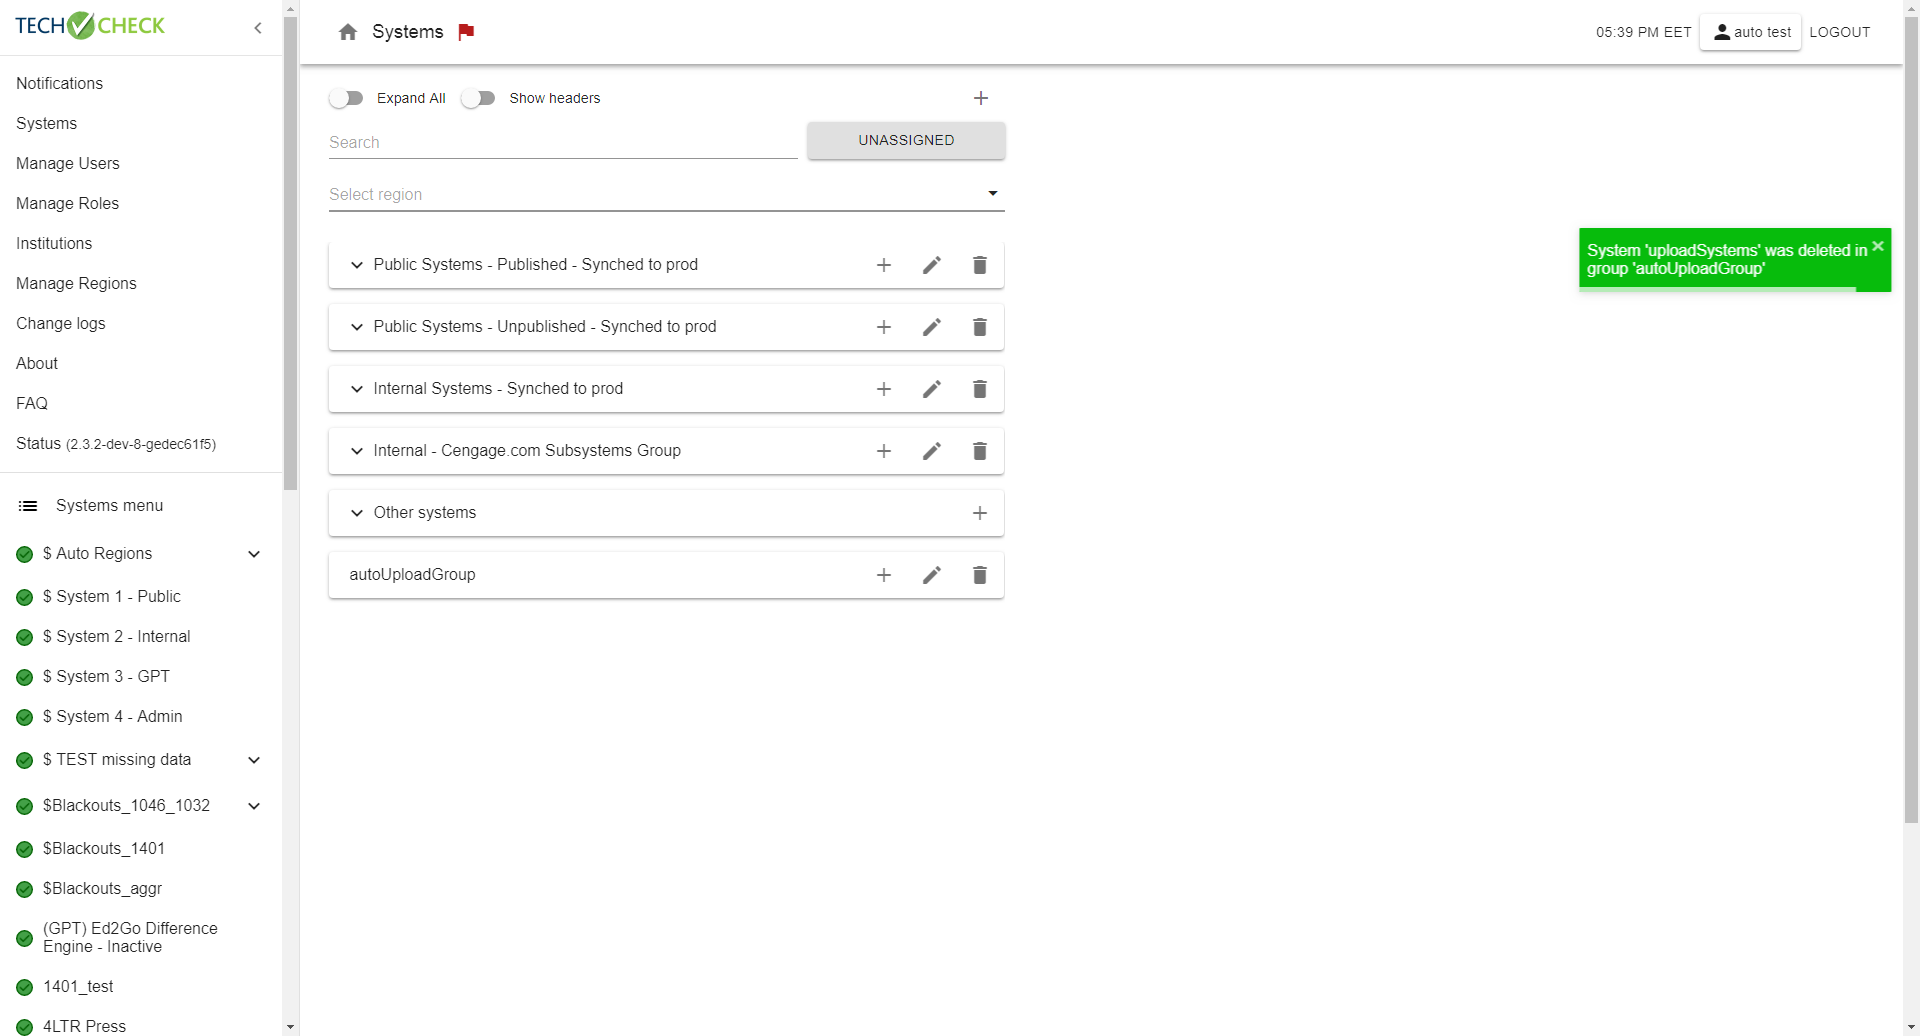 TECH CHECK
Notifications
Systems
Manage Users
Manage Roles
Institutions
Manage Regions
Change logs
About
FAQ
Status (2.3.2-dev-8-gedec61f5)
Systems menu
$ Auto Regions
$ System 1 - Public
$ System 2 - Internal
$ System 3 - GPT
$ System 4 - Admin
$ TEST missing data
$Blackouts_1046_1032
$Blackouts_1401
$Blackouts_aggr
(GPT) Ed2Go Difference
Engine - Inactive
1401_test
4LTR Press
Systems
05:39 PM EET
auto test
LOGOUT
Expand All
Show headers
Search
UNASSIGNED
Select region
Public Systems - Published - Synched to prod
Public Systems - Unpublished - Synched to prod
Internal Systems - Synched to prod
Internal - Cengage.com Subsystems Group
Other systems
autoUploadGroup
System 'uploadSystems' was deleted in
group 'autoUploadGroup'